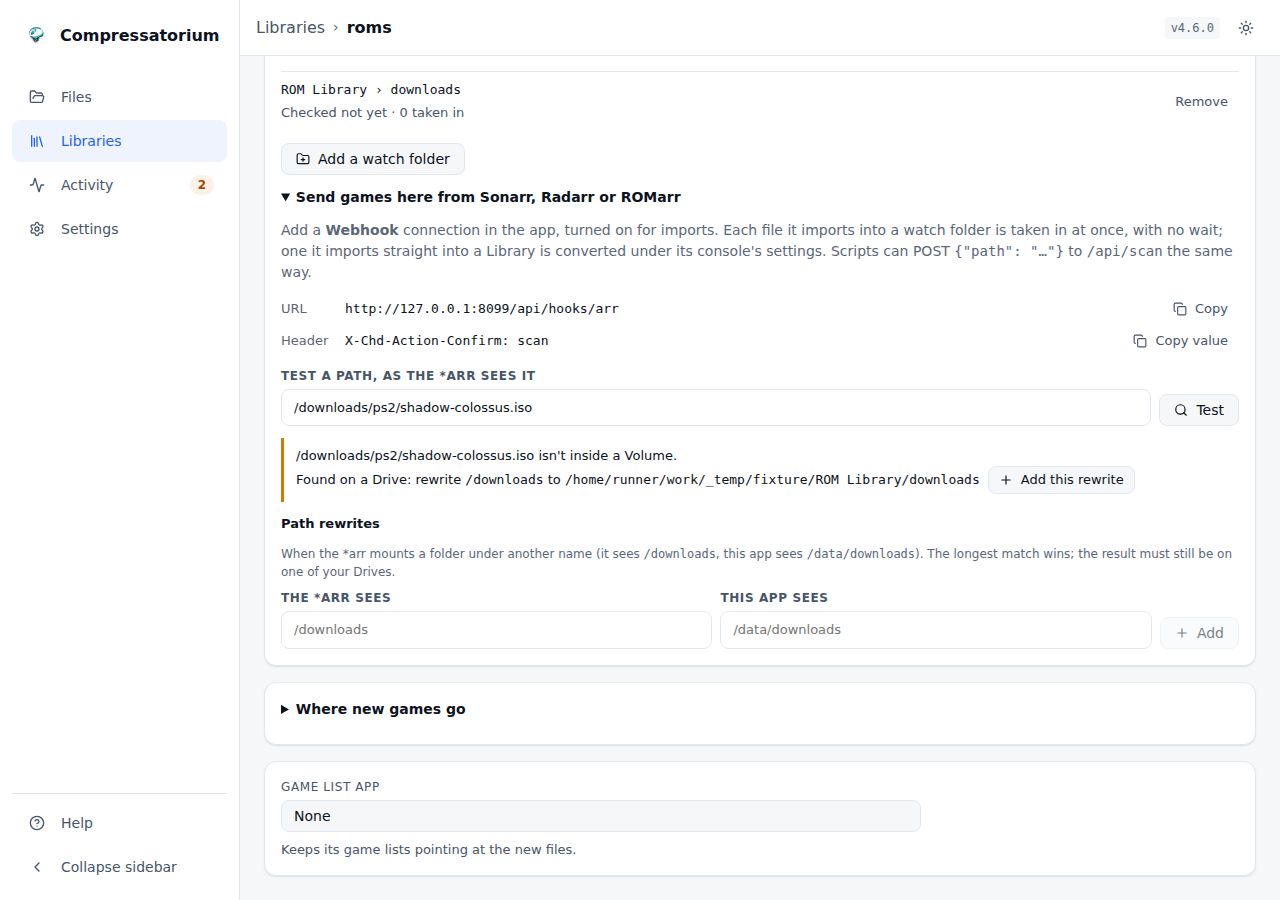 Compressatorium
Libraries › roms
v4.6.0
Files
Libraries
Activity
2
Settings
Help
Collapse sidebar
ROM Library › downloads
Checked not yet · 0 taken in
Remove
Add a watch folder
Send games here from Sonarr, Radarr or ROMarr
Add a Webhook connection in the app, turned on for imports. Each file it imports into a watch folder is taken in at once, with no wait;
one it imports straight into a Library is converted under its console's settings. Scripts can POST {"path": "…"} to /api/scan the same
way.
URL
http://127.0.0.1:8099/api/hooks/arr
Copy
Header
X-Chd-Action-Confirm: scan
Copy value
TEST A PATH, AS THE *ARR SEES IT
/downloads/ps2/shadow-colossus.iso
Test
/downloads/ps2/shadow-colossus.iso isn't inside a Volume.
Found on a Drive: rewrite /downloads to /home/runner/work/_temp/fixture/ROM Library/downloads
Add this rewrite
Path rewrites
When the *arr mounts a folder under another name (it sees /downloads, this app sees /data/downloads). The longest match wins; the result must still be on
one of your Drives.
THE *ARR SEES
THIS APP SEES
/downloads
/data/downloads
Add
Where new games go
GAME LIST APP
None
Keeps its game lists pointing at the new files.